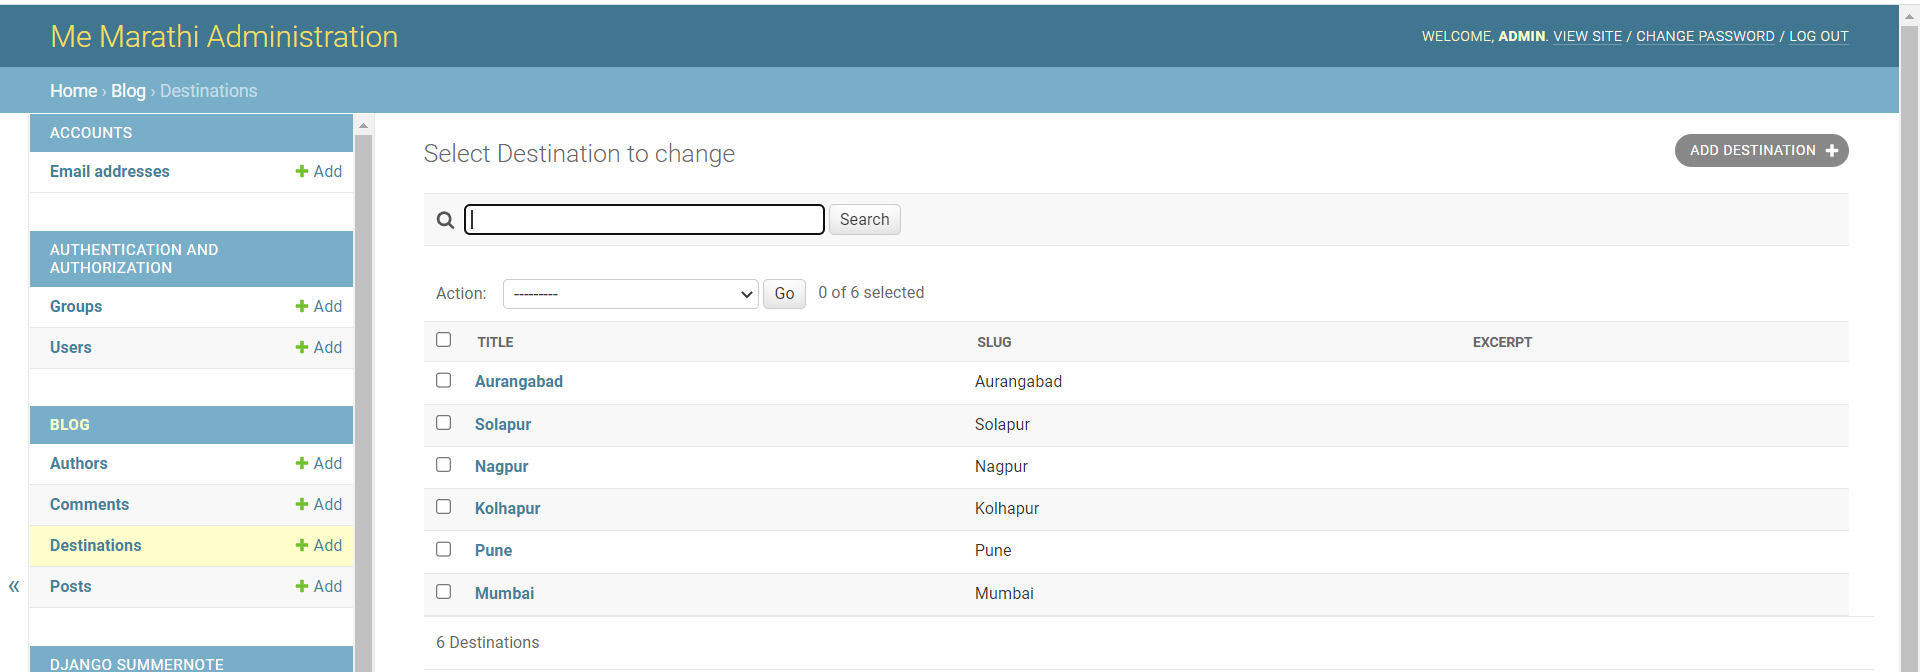 Me Marathi Administration
WELCOME, ADMIN. VIEW SITE / CHANGE PASSWORD / LOG OUT
Home › Blog › Destinations
ACCOUNTS
Email addresses + Add
AUTHENTICATION AND
AUTHORIZATION
Groups + Add
Users + Add
BLOG
Authors + Add
Comments + Add
Destinations + Add
Posts + Add
«
DJANGO SUMMERNOTE
Select Destination to change
ADD DESTINATION +
Search
Action: --------- Go 0 of 6 selected
TITLE SLUG EXCERPT
Aurangabad Aurangabad
Solapur Solapur
Nagpur Nagpur
Kolhapur Kolhapur
Pune Pune
Mumbai Mumbai
6 Destinations